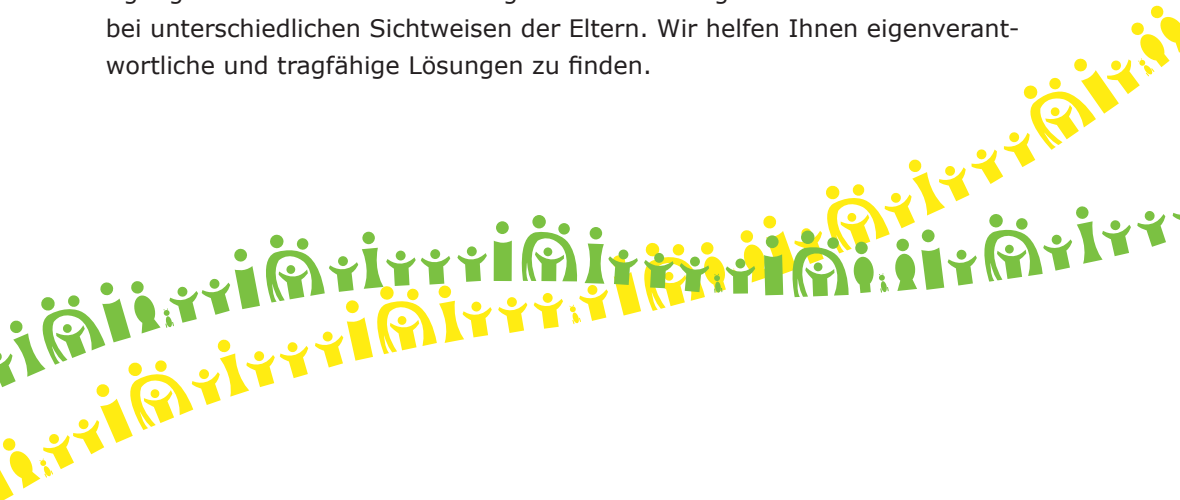 bei unterschiedlichen Sichtweisen der Eltern. Wir helfen Ihnen eigenverant-
wortliche und tragfähige Lösungen zu finden.